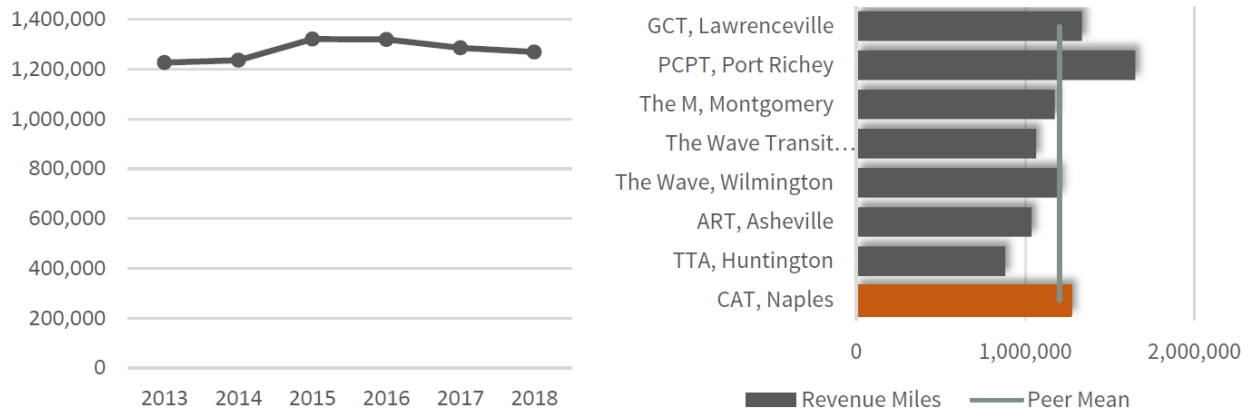 1,400,000
1,200,000
1,000,000
800,000
600,000
400,000
200,000
0
2013 2014 2015 2016 2017 2018
GCT, Lawrenceville
PCPT, Port Richey
The M, Montgomery
The Wave Transit…
The Wave, Wilmington
ART, Asheville
TTA, Huntington
CAT, Naples
0 1,000,000 2,000,000
Revenue Miles Peer Mean